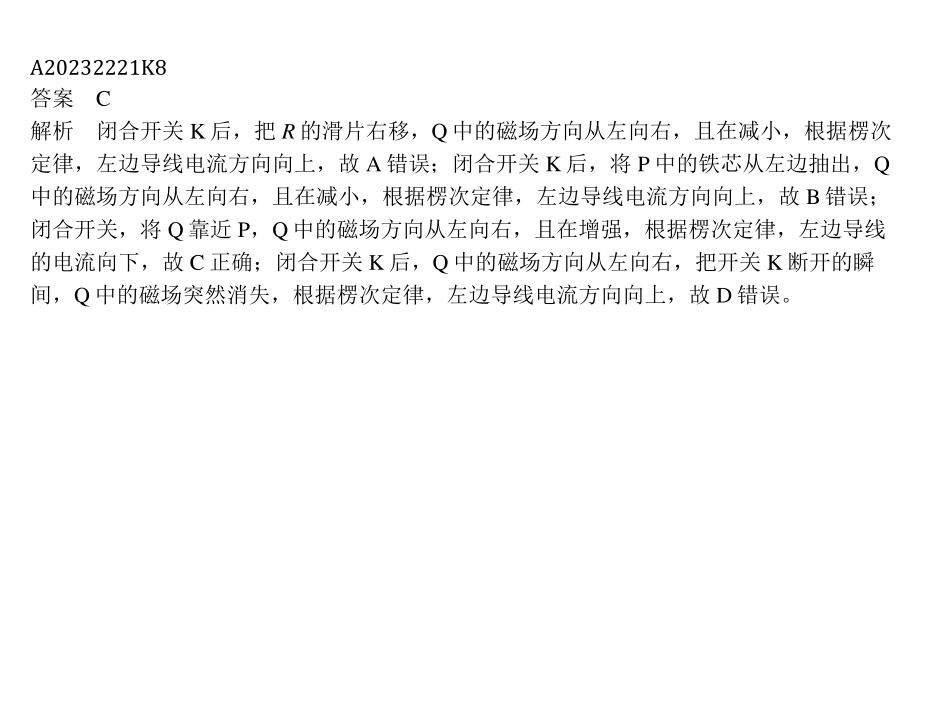 A20232221K8
答案 C
解析 闭合开关 K 后，把 R 的滑片右移，Q 中的磁场方向从左向右，且在减小，根据楞次
定律，左边导线电流方向向上，故 A 错误；闭合开关 K 后，将 P 中的铁芯从左边抽出，Q
中的磁场方向从左向右，且在减小，根据楞次定律，左边导线电流方向向上，故 B 错误；
闭合开关，将 Q 靠近 P，Q 中的磁场方向从左向右，且在增强，根据楞次定律，左边导线
的电流向下，故 C 正确；闭合开关 K 后，Q 中的磁场方向从左向右，把开关 K 断开的瞬
间，Q 中的磁场突然消失，根据楞次定律，左边导线电流方向向上，故 D 错误。